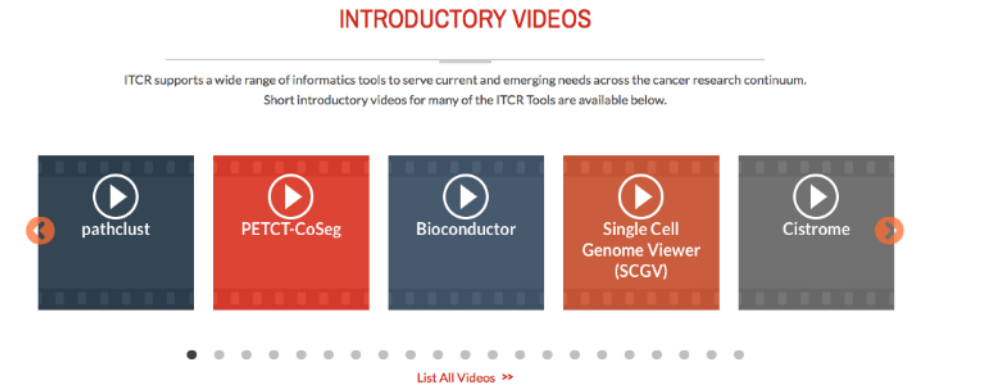 INTRODUCTORY VIDEOS
ITCR supports a wide range of informatics tools to serve current and emerging needs across the cancer research continuum.
Short introductory videos for many of the ITCR Tools are available below.
pathclust
PETCT-CoSeg
Bioconductor
Single Cell
Genome Viewer
(SCGV)
Cistrome
List All Videos >>